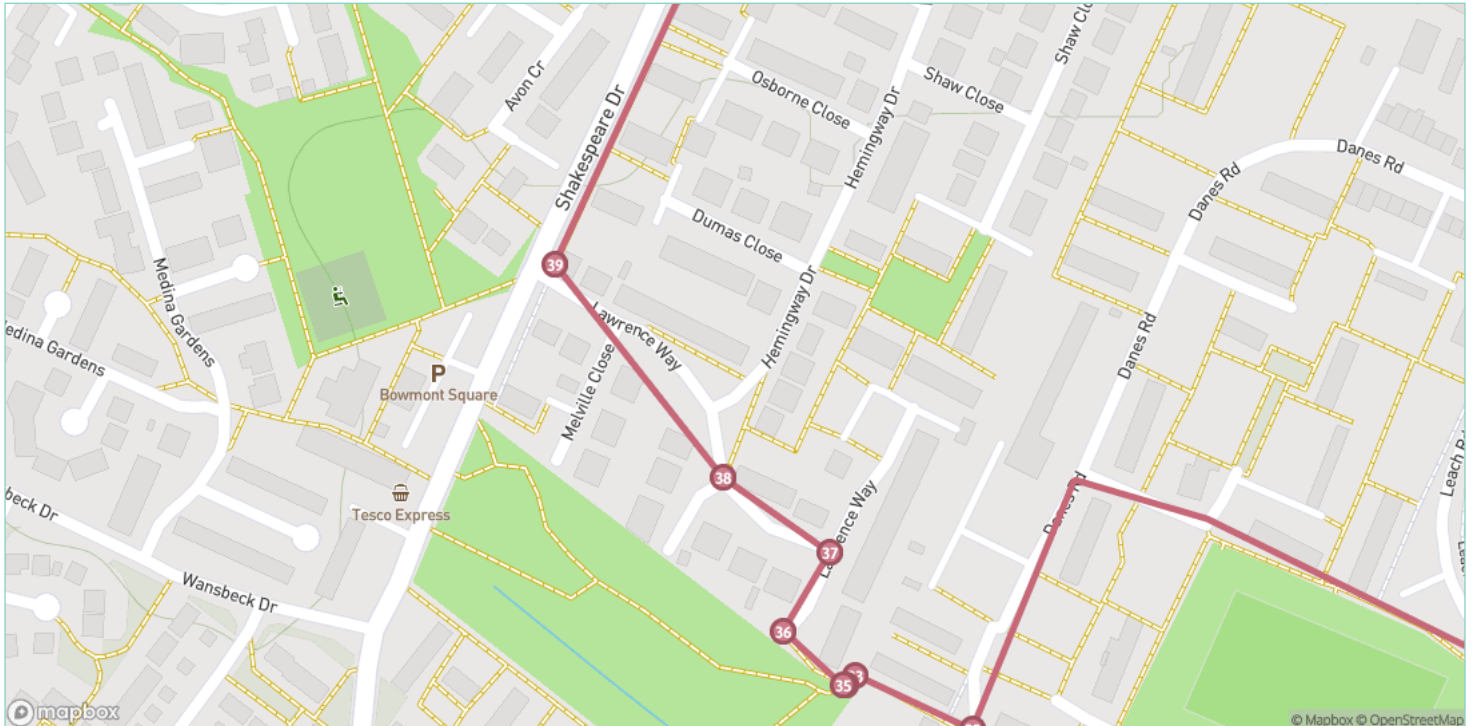 Avon Cr
Shakespeare Dr
Osborne Close
Shaw Close
Hemingway Dr
Danes Rd
Danes Rd
Dumas Close
39
Medina Gardens
Lawrence Way
Hemingway Dr
Danes Rd
edina Gardens
P
Bowmont Square
Melville Close
38
Leach R
beck Dr
Tesco Express
Lawrence Way
Danes Rd
37
Wansbeck Dr
36
35
mapbox
© Mapbox © OpenStreetMap